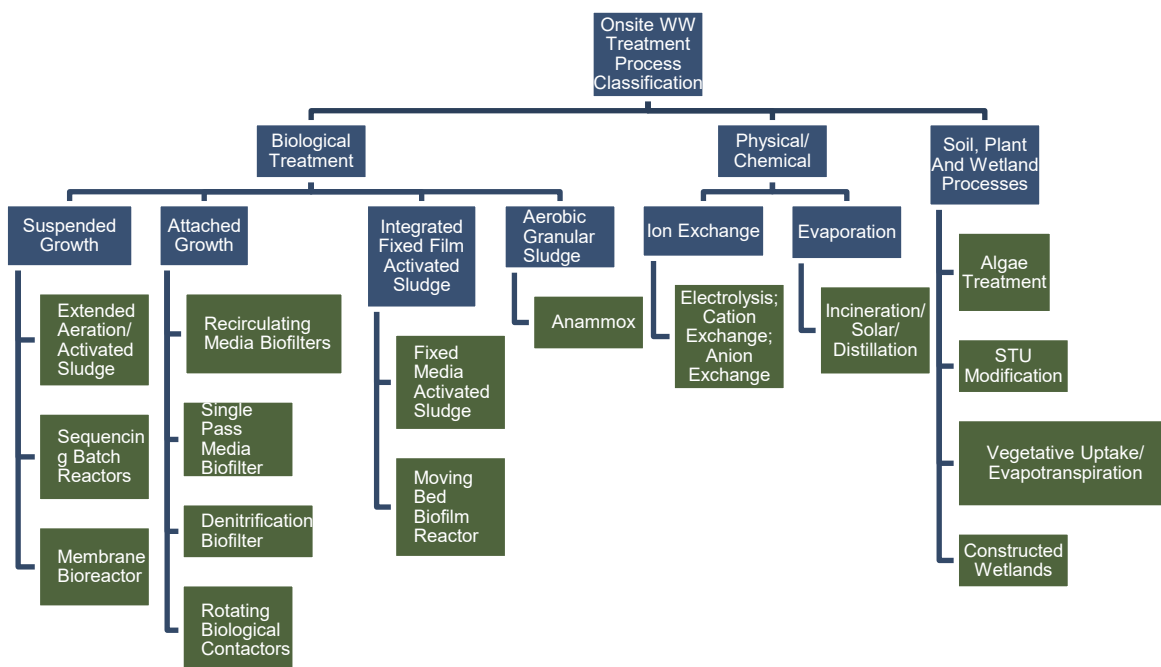 Onsite WW
Treatment
Process
Classification
Biological
Treatment
Physical/
Chemical
Soil, Plant
And Wetland
Processes
Suspended
Growth
Attached
Growth
Integrated
Fixed Film
Activated
Sludge
Aerobic
Granular
Sludge
Ion Exchange
Evaporation
Extended
Aeration/
Activated
Sludge
Sequencin
g Batch
Reactors
Membrane
Bioreactor
Recirculating
Media Biofilters
Single
Pass
Media
Biofilter
Denitrification
Biofilter
Rotating
Biological
Contactors
Fixed
Media
Activated
Sludge
Moving
Bed
Biofilm
Reactor
Anammox
Electrolysis;
Cation
Exchange;
Anion
Exchange
Incineration/
Solar/
Distillation
Algae
Treatment
STU
Modification
Vegetative Uptake/
Evapotranspiration
Constructed
Wetlands